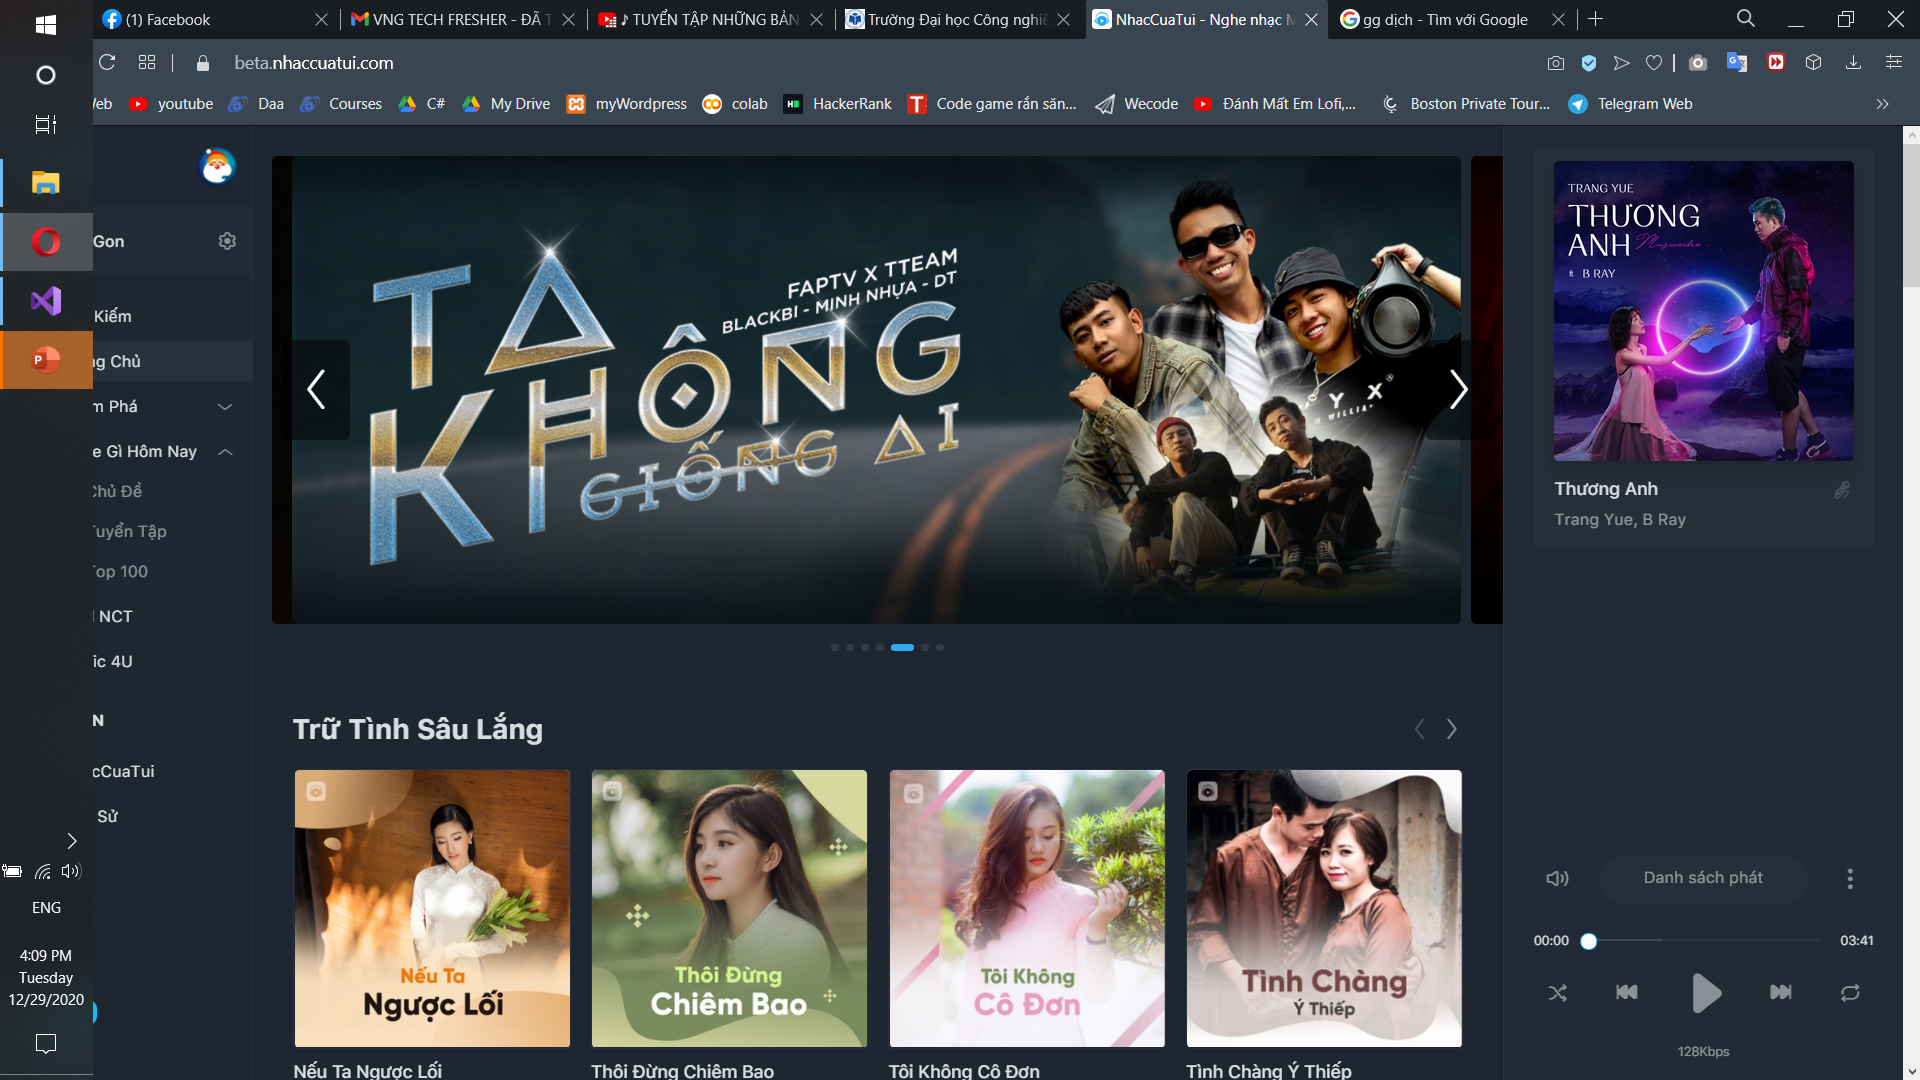 (1) Facebook
VNG TECH FRESHER - ĐÃ T
♪ TUYỂN TẬP NHỮNG BẢN
Trường Đại học Công nghiệ
NhacCuaTui - Nghe nhạc M
gg dịch - Tìm với Google
beta.nhaccuatui.com
Web
youtube
Daa
Courses
C#
My Drive
myWordpress
colab
HackerRank
Code game rắn săn...
Wecode
Đánh Mất Em Lofi,...
Boston Private Tour...
Telegram Web
Gon
Kiếm
ng Chủ
m Phá
e Gì Hôm Nay
Chủ Đề
Tuyển Tập
Top 100
NCT
ic 4U
N
cCuaTui
Sử
ENG
4:09 PM
Tuesday
12/29/2020
FAPTV X TTEAM
BLACKBI - MINH NHỰA - DT
TA
KHÔNG
GIỐNG AI
Trữ Tình Sâu Lắng
Nếu Ta
Ngược Lối
Nếu Ta Ngược Lối
Thôi Đừng
Chiêm Bao
Thôi Đừng Chiêm Bao
Tôi Không
Cô Đơn
Tôi Không Cô Đơn
Tình Chàng
Ý Thiếp
Tình Chàng Ý Thiếp
TRANG YUE
THƯƠNG
ANH
ft B RAY
Thương Anh
Trang Yue, B Ray
Danh sách phát
00:00
03:41
128Kbps